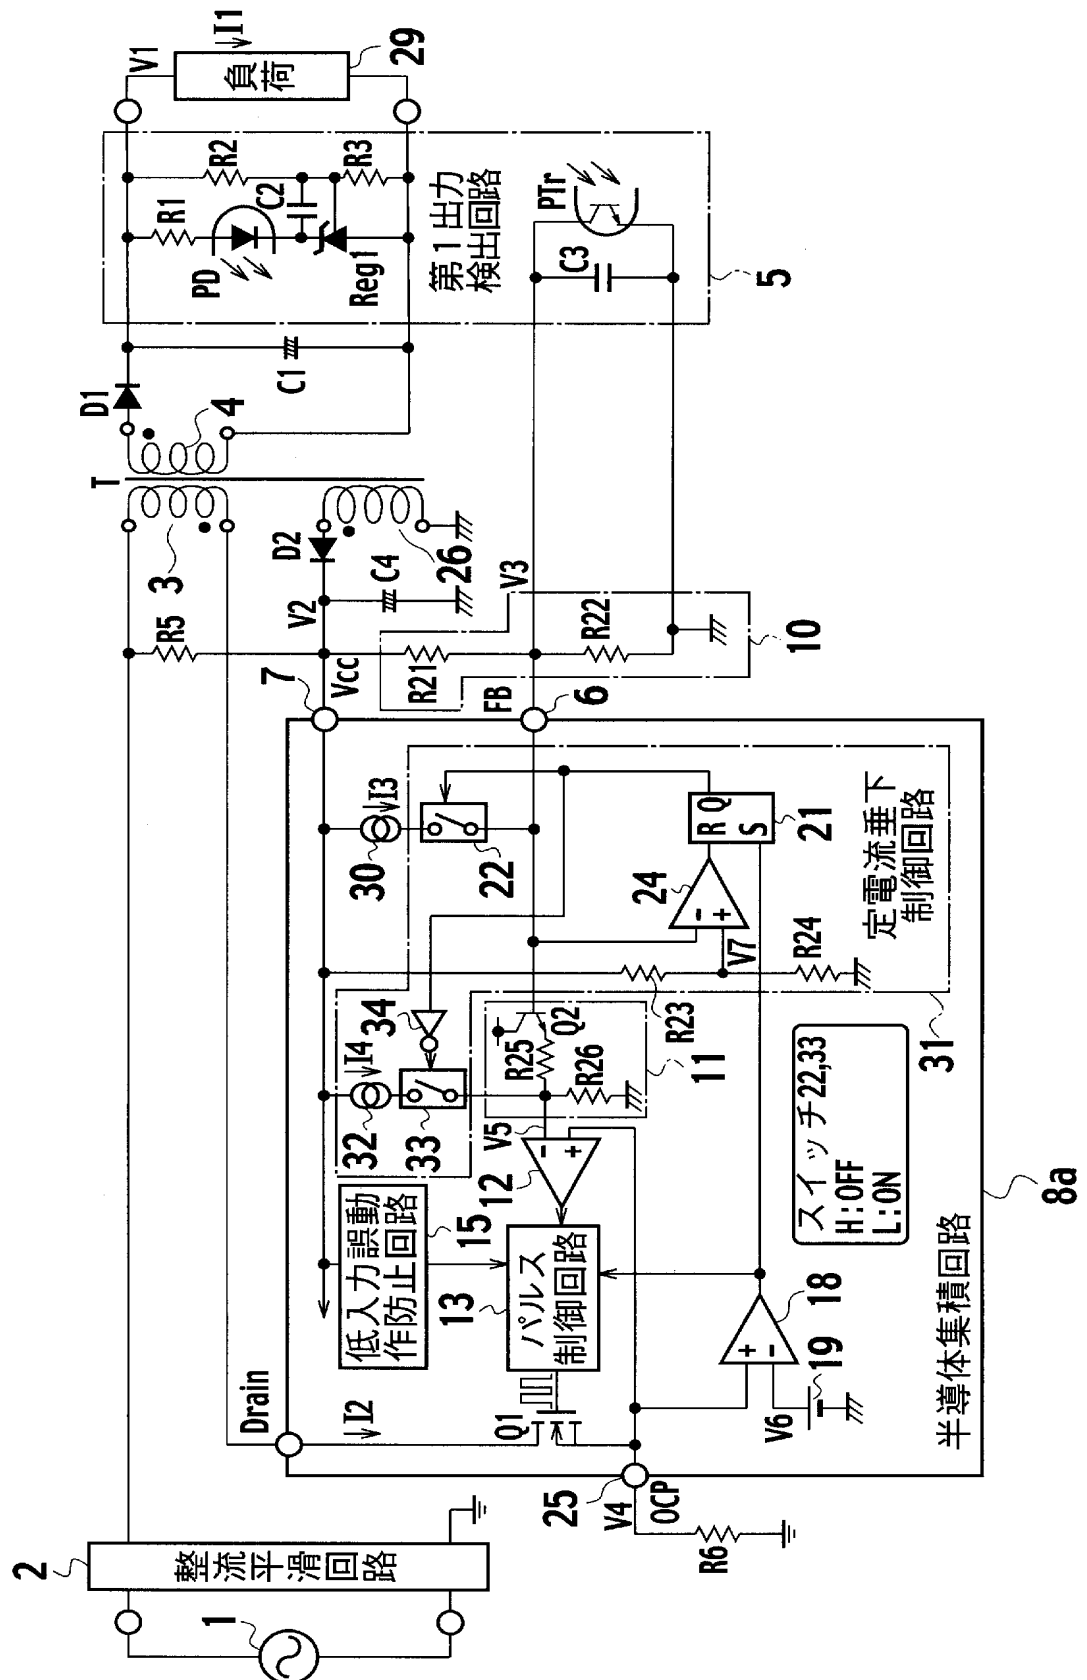 1
2
整流平滑回路
R6
V4
OCP
25
Drain
I2
Q1
半導体集積回路
8a
V6
19
18
低入力誤動
作防止回路
15
パルス
制御回路
13
12
V5
スイッチ22,33
H:OFF
L:ON
32
I4
33
34
R25
Q2
R26
11
R23
31
V7
R24
24
R Q
S
21
定電流垂下
制御回路
30
I3
22
7
Vcc
FB
6
R5
V2
R21
10
R22
V3
C4
D2
26
3
T
4
D1
C1
5
第1出力
検出回路
PD
R1
Reg1
C2
R2
R3
C3
PTr
V1
負荷
I1
29